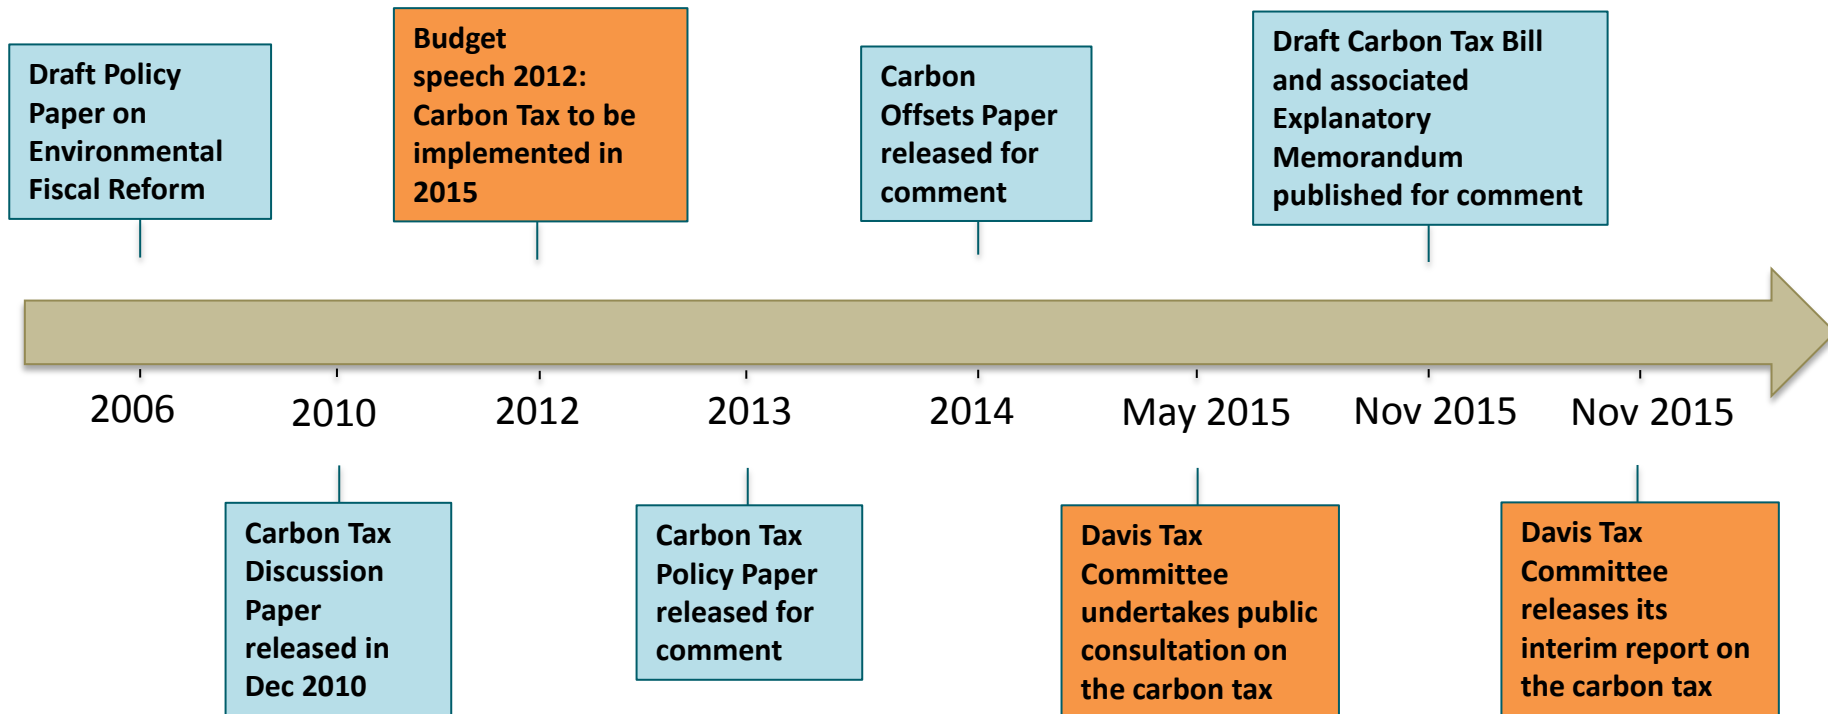 Draft Policy
Paper on
Environmental
Fiscal Reform
Budget
speech 2012:
Carbon Tax to be
implemented in
2015
Carbon
Offsets Paper
released for
comment
Draft Carbon Tax Bill
and associated
Explanatory
Memorandum
published for comment
2006
2010
2012
2013
2014
May 2015
Nov 2015
Nov 2015
Carbon Tax
Discussion
Paper
released in
Dec 2010
Carbon Tax
Policy Paper
released for
comment
Davis Tax
Committee
undertakes public
consultation on
the carbon tax
Davis Tax
Committee
releases its
interim report on
the carbon tax